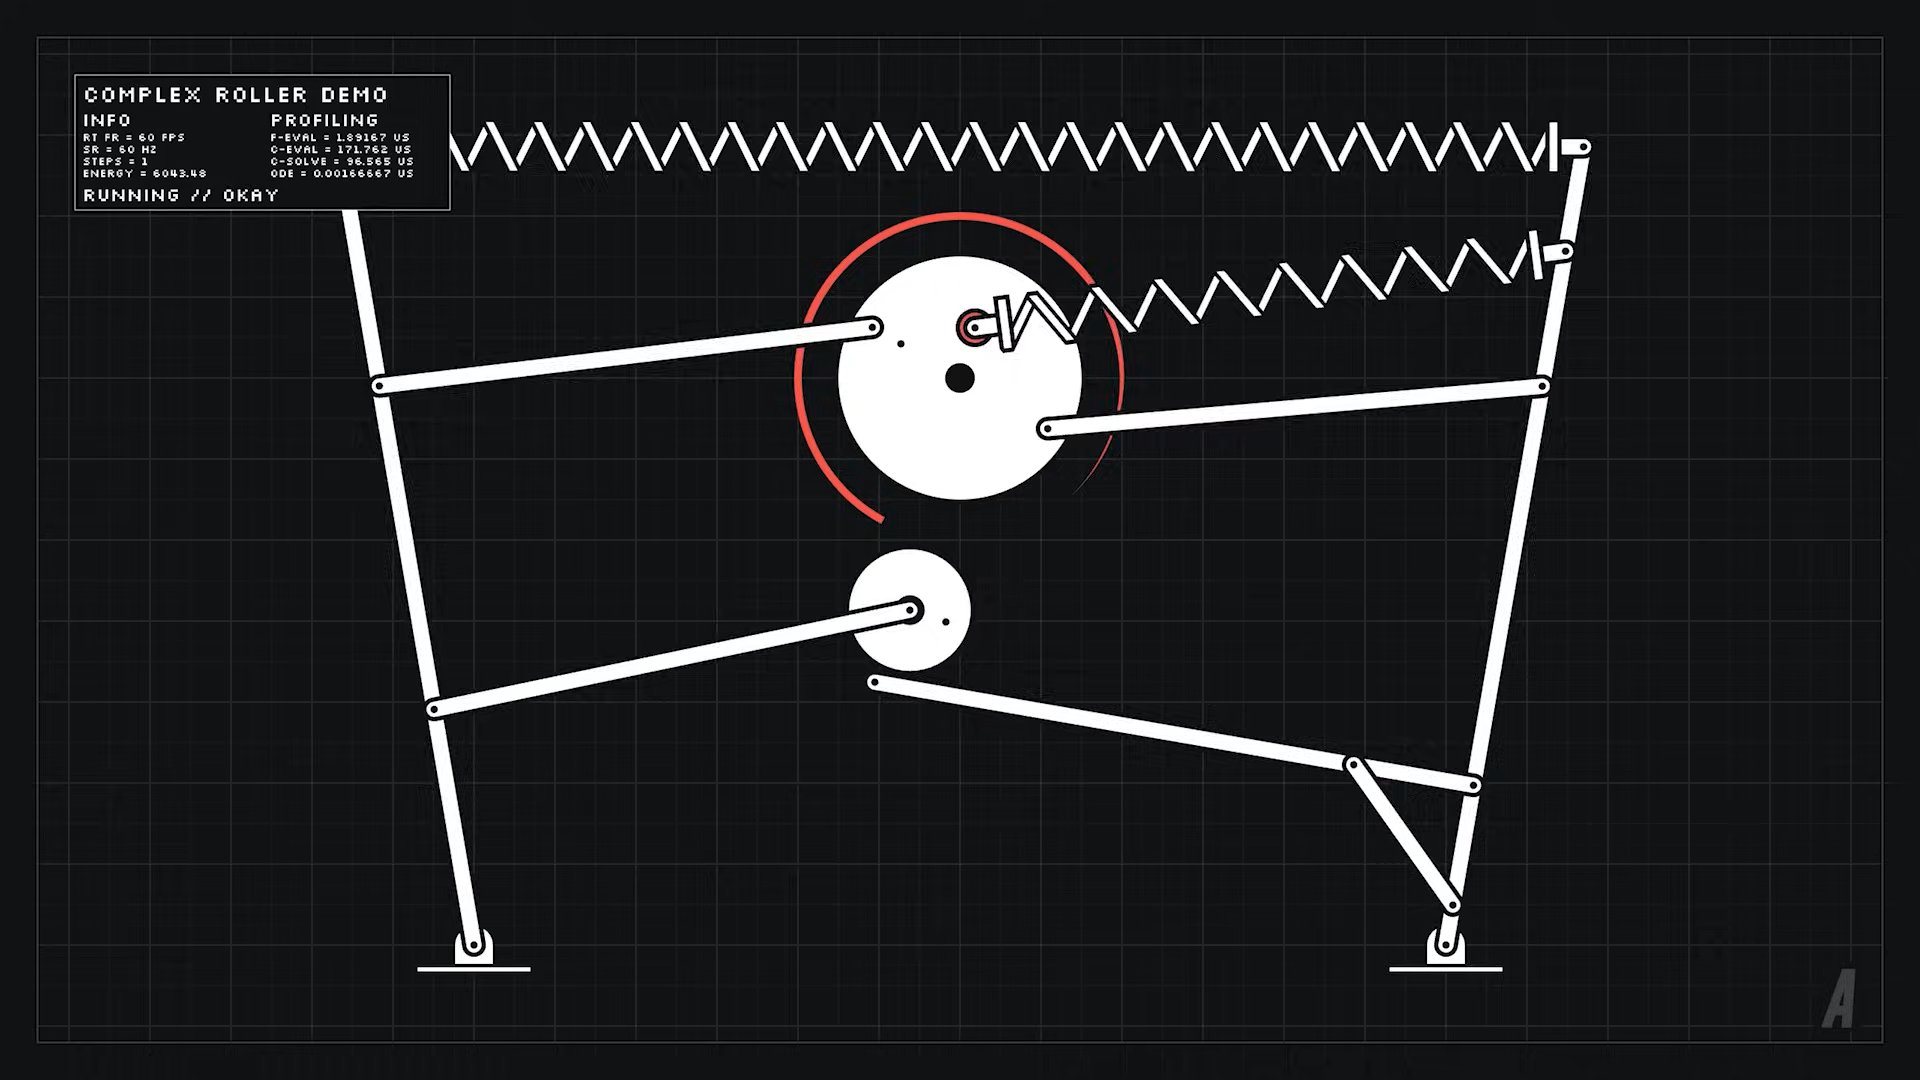 COMPLEX ROLLER DEMO
INFO
RT FR = 60 FPS
SR = 60 HZ
STEPS = 1
ENERGY = 6043.48
PROFILING
F-EVAL = 1.89167 US
C-EVAL = 171.762 US
C-SOLVE = 96.565 US
ODE = 0.00166667 US
RUNNING // OKAY
A